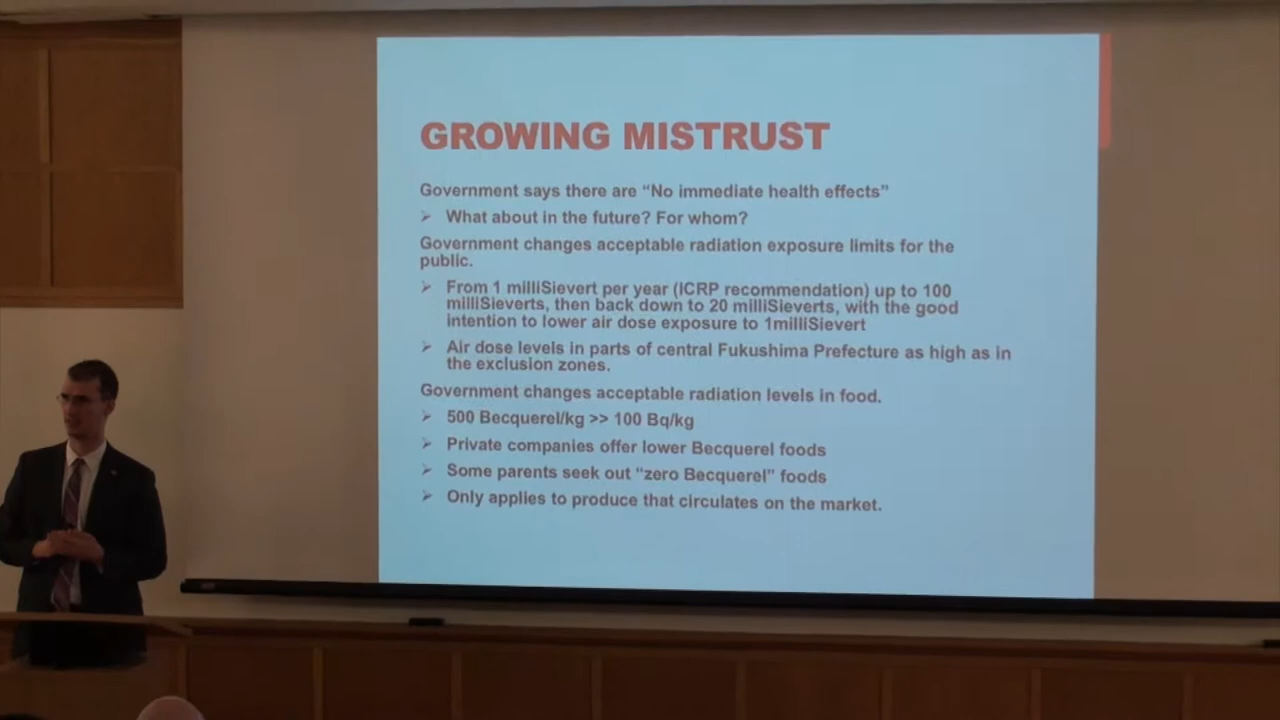 GROWING MISTRUST
Government says there are “No immediate health effects”
➢ What about in the future? For whom?
Government changes acceptable radiation exposure limits for the
public.
➢ From 1 milliSievert per year (ICRP recommendation) up to 100
milliSieverts, then back down to 20 milliSieverts, with the good
intention to lower air dose exposure to 1milliSievert
➢ Air dose levels in parts of central Fukushima Prefecture as high as in
the exclusion zones.
Government changes acceptable radiation levels in food.
➢ 500 Becquerel/kg >> 100 Bq/kg
➢ Private companies offer lower Becquerel foods
➢ Some parents seek out “zero Becquerel” foods
➢ Only applies to produce that circulates on the market.